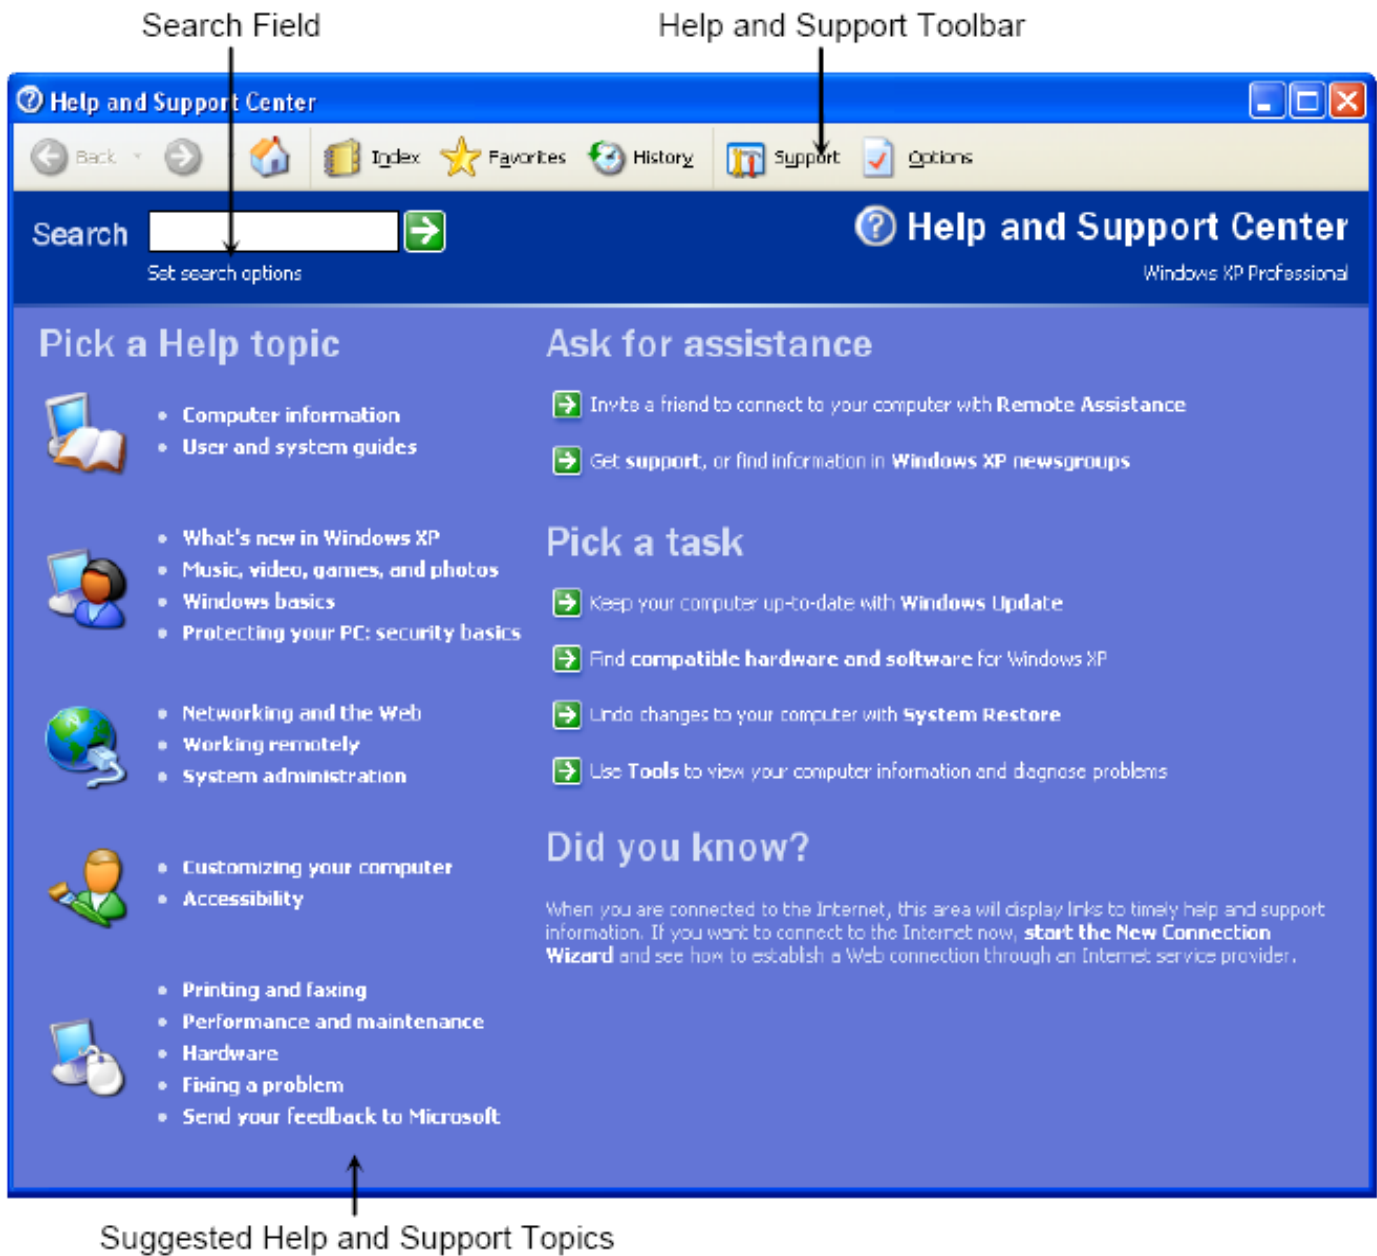 Search Field
Help and Support Toolbar
Help and Support Center
Back
Index
Favorites
History
Support
Options
Search
Set search options
Help and Support Center
Windows XP Professional
Pick a Help topic
Computer information
User and system guides
What's new in Windows XP
Music, video, games, and photos
Windows basics
Protecting your PC: security basics
Networking and the Web
Working remotely
System administration
Customizing your computer
Accessibility
Printing and faxing
Performance and maintenance
Hardware
Fixing a problem
Send your feedback to Microsoft
Ask for assistance
Invite a friend to connect to your computer with Remote Assistance
Get support, or find information in Windows XP newsgroups
Pick a task
Keep your computer up-to-date with Windows Update
Find compatible hardware and software for Windows XP
Undo changes to your computer with System Restore
Use Tools to view your computer information and diagnose problems
Did you know?
When you are connected to the Internet, this area will display links to timely help and support
information. If you want to connect to the Internet now, start the New Connection
Wizard and see how to establish a Web connection through an Internet service provider.
Suggested Help and Support Topics